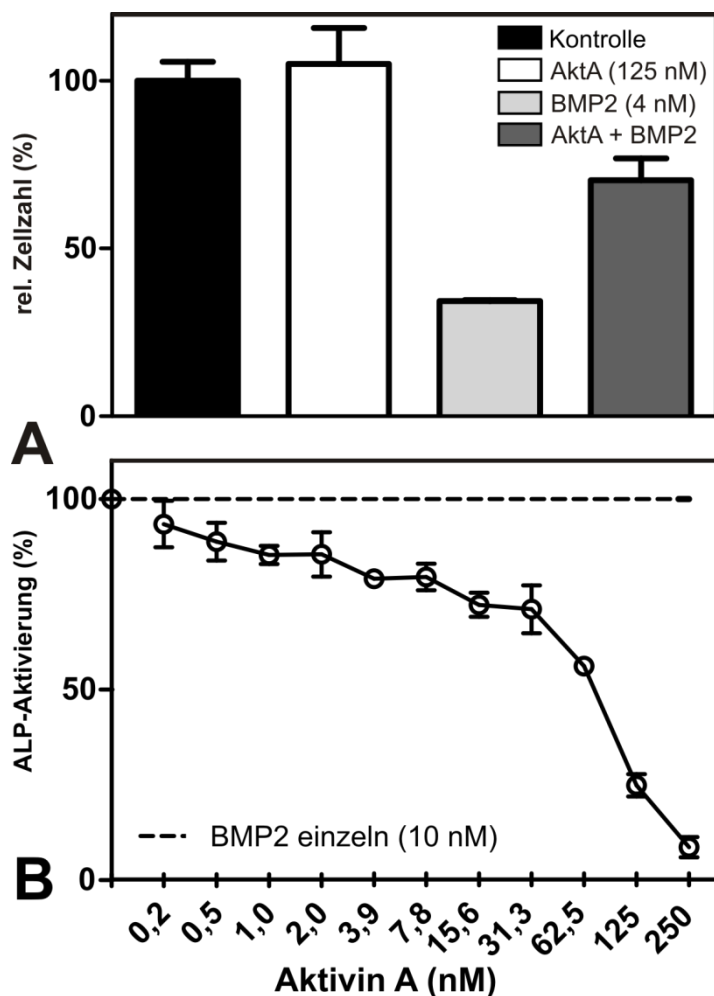 100
50
0
rel. Zellzahl (%)
Kontrolle
AktA (125 nM)
BMP2 (4 nM)
AktA + BMP2
A
100
50
0
ALP-Aktivierung (%)
BMP2 einzeln (10 nM)
B
0,2 0,5 1,0 2,0 3,9 7,8 15,6 31,3 62,5 125 250
Aktivin A (nM)